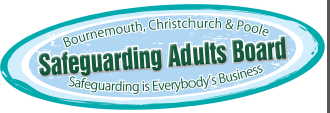 Bournemouth, Christchurch & Poole
Safeguarding Adults Board
Safeguarding is Everybody's Business